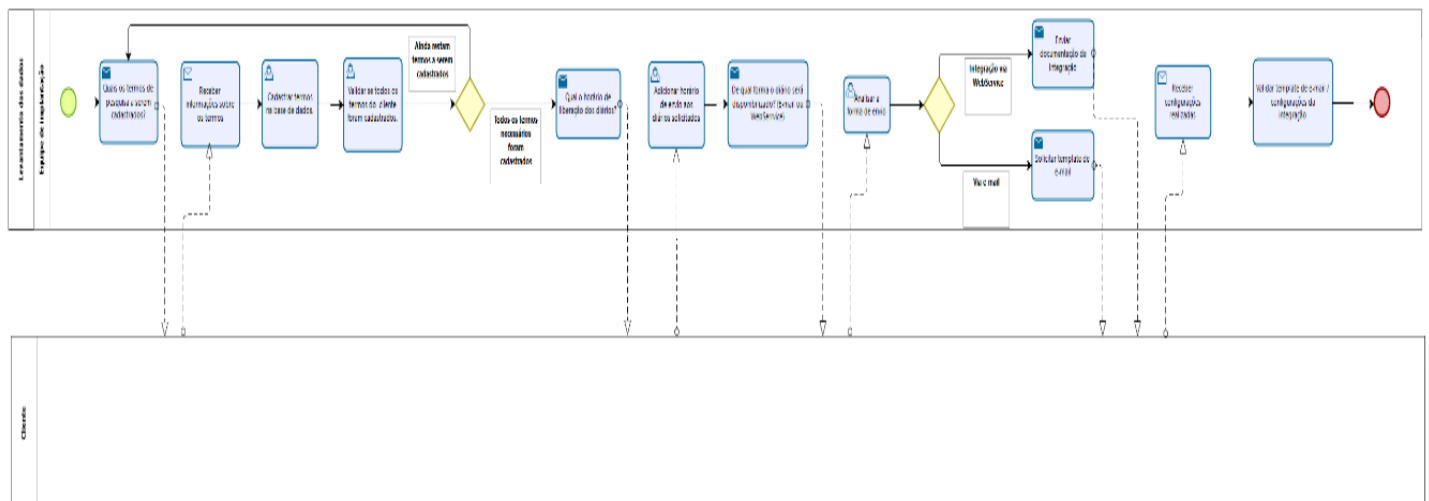 Levantamento dos dados
Equipe de Implantação
Quais os termos de
pesquisa a serem
cadastrados?
Receber
informações sobre
os termos
Cadastrar termos
na base de dados.
Validar se todos os
termos do cliente
foram cadastrados.
Ainda restam
termos a serem
cadastrados
Todos os termos
necessários
foram
cadastrados
Qual o horário de
liberação dos diários?
Adicionar horário
de envio aos
diários solicitados
De qual forma o diário será
disponibilizado? (E-mail ou
WebService)
Analisar a
forma de envio
Integração via
WebService
Via e-mail
Enviar
documentação da
integração
Solicitar template de
e-mail
Receber
configurações
realizadas
Validar template de e-mail /
configurações da
integração
Cliente